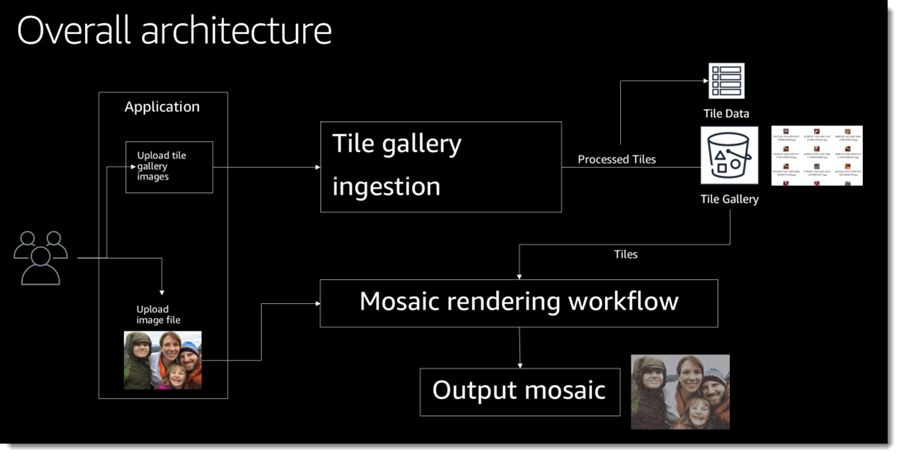 Overall architecture
Application
Upload tile
gallery
images
Tile gallery
ingestion
Processed Tiles
Tile Data
Tile Gallery
Tiles
Upload
image file
Mosaic rendering workflow
Output mosaic